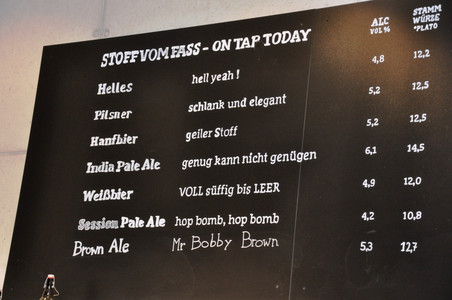 STOFF VOM FASS - ON TAP TODAY ALC VOL % STAMM WÜRZE °PLATO
Helles hell yeah! 4,8 12,2
Pilsner schlank und elegant 5,2 12,5
Hanfbier geiler Stoff 5,2 12,5
India Pale Ale genug kann nicht genügen 6,1 14,5
Weißbier VOLL süffig bis LEER 4,9 12,0
Session Pale Ale hop bomb, hop bomb 4,2 10,8
Brown Ale Mr Bobby Brown 5,3 12,7